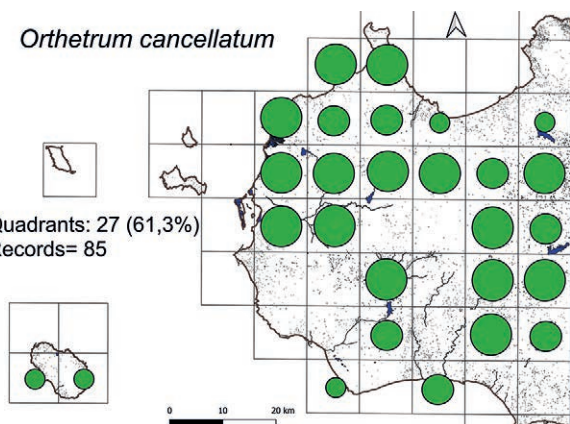 Orthetrum cancellatum
Quadrants: 27 (61,3%)
Records= 85
0 10 20 km